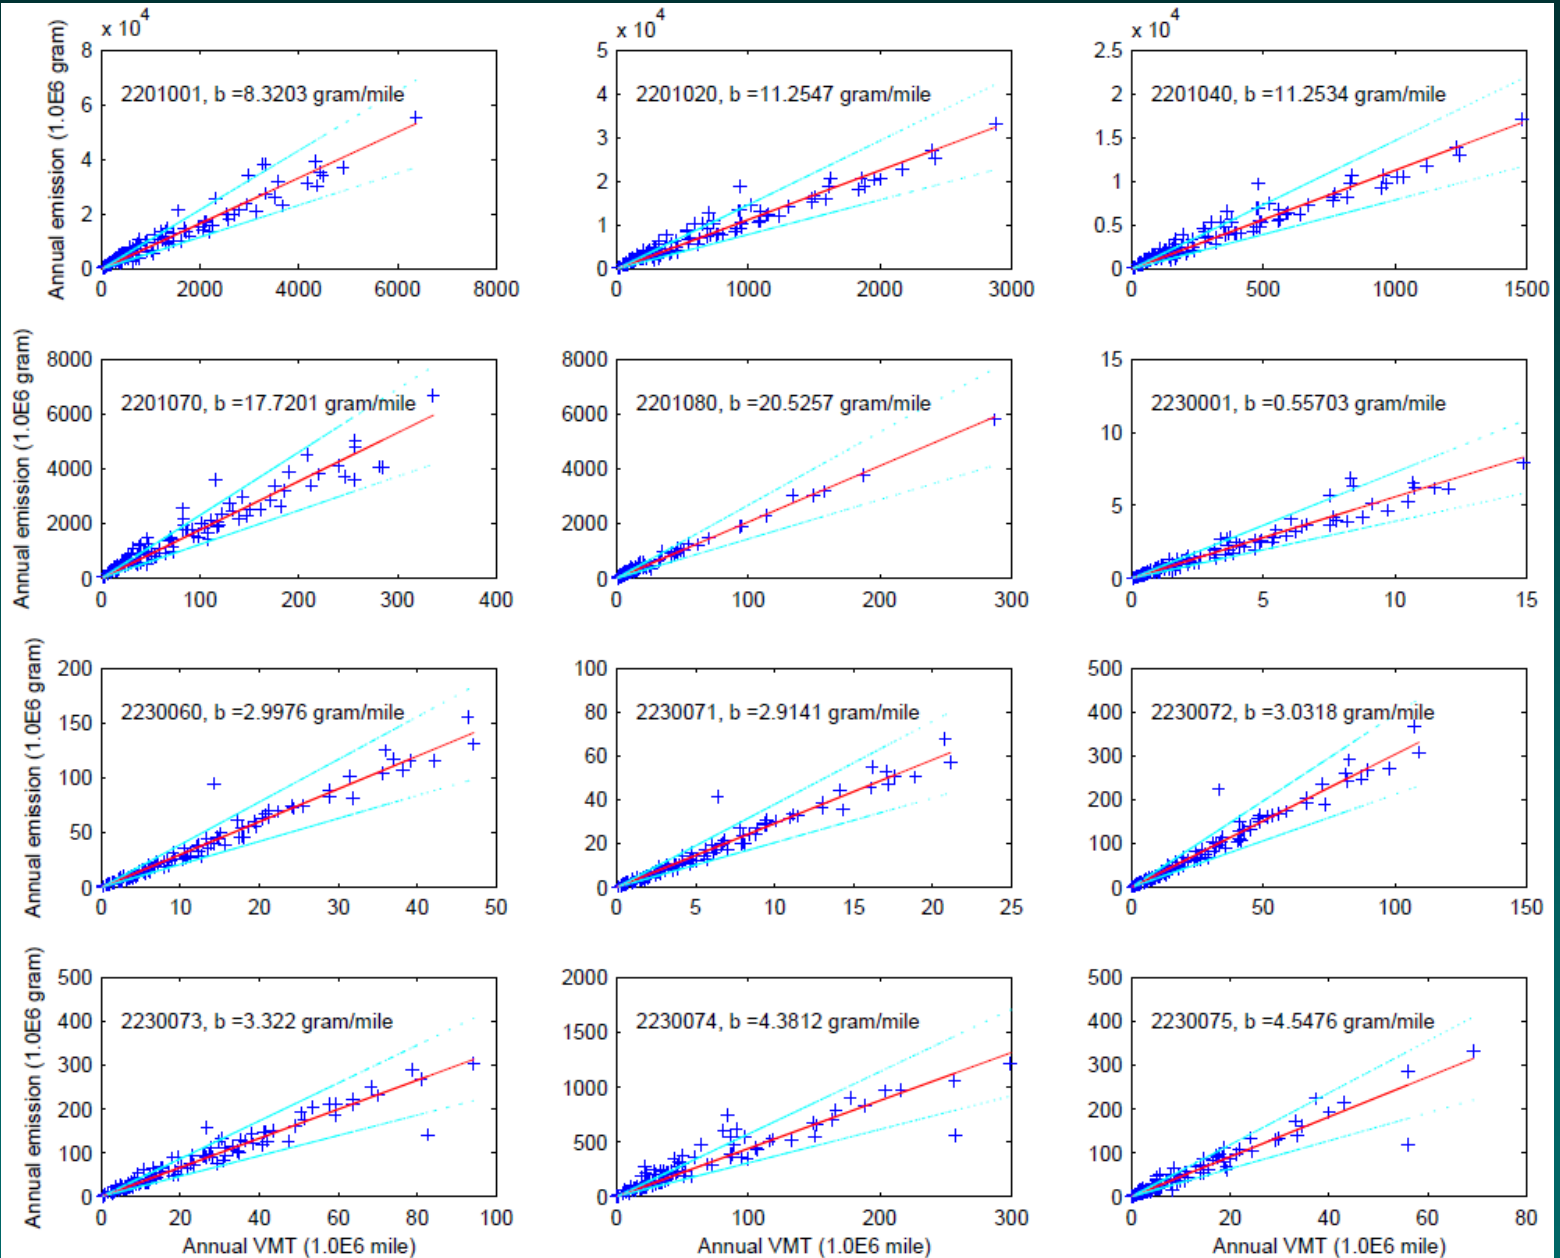 x 10^4
x 10^4
x 10^4
Annual emission (1.0E6 gram)
8
6
4
2
0
2201001, b =8.3203 gram/mile
0 2000 4000 6000 8000
5
4
3
2
1
0
2201020, b =11.2547 gram/mile
0 1000 2000 3000
2.5
2
1.5
1
0.5
0
2201040, b =11.2534 gram/mile
0 500 1000 1500
Annual emission (1.0E6 gram)
8000
6000
4000
2000
0
2201070, b =17.7201 gram/mile
0 100 200 300 400
8000
6000
4000
2000
0
2201080, b =20.5257 gram/mile
0 100 200 300
15
10
5
0
2230001, b =0.55703 gram/mile
0 5 10 15
Annual emission (1.0E6 gram)
200
150
100
50
0
2230060, b =2.9976 gram/mile
0 10 20 30 40 50
100
80
60
40
20
0
2230071, b =2.9141 gram/mile
0 5 10 15 20 25
500
400
300
200
100
0
2230072, b =3.0318 gram/mile
0 50 100 150
Annual emission (1.0E6 gram)
500
400
300
200
100
0
2230073, b =3.322 gram/mile
0 20 40 60 80 100
Annual VMT (1.0E6 mile)
2000
1500
1000
500
0
2230074, b =4.3812 gram/mile
0 100 200 300
Annual VMT (1.0E6 mile)
500
400
300
200
100
0
2230075, b =4.5476 gram/mile
0 20 40 60 80
Annual VMT (1.0E6 mile)